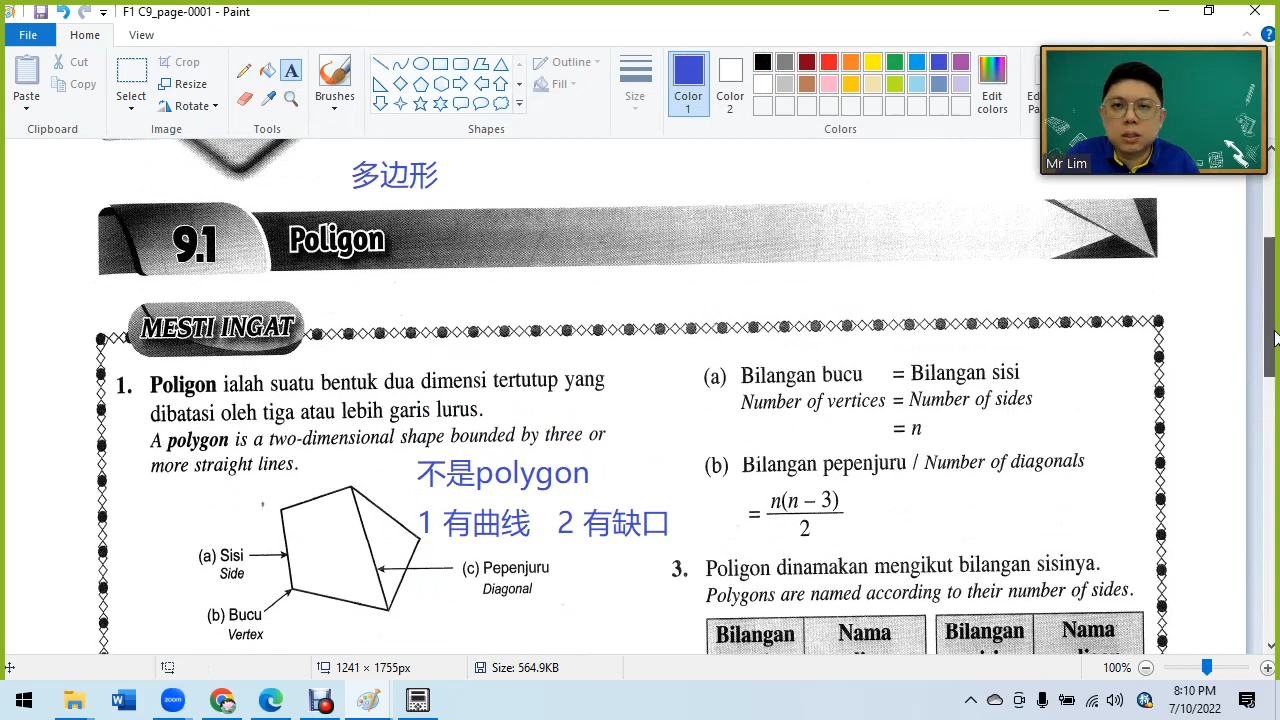 F1 C9_page-0001 - Paint
File Home View
Paste
Cut
Copy
Clipboard
Select
Crop
Resize
Rotate
Image
A
Tools
Brushes
Shapes
Outline
Fill
Size
Color 1
Color 2
Edit colors
Colors
Mr Lim
多边形
9.1 Poligon
MESTI INGAT
1. Poligon ialah suatu bentuk dua dimensi tertutup yang
dibatasi oleh tiga atau lebih garis lurus.
A polygon is a two-dimensional shape bounded by three or
more straight lines.
不是polygon
1 有曲线 2 有缺口
(a) Sisi
Side
(b) Bucu
Vertex
(c) Pepenjuru
Diagonal
(a) Bilangan bucu = Bilangan sisi
Number of vertices = Number of sides
= n
(b) Bilangan pepenjuru / Number of diagonals
= n(n – 3)
2
3. Poligon dinamakan mengikut bilangan sisinya.
Polygons are named according to their number of sides.
Bilangan Nama Bilangan Nama
1241 × 1755px
Size: 564.9KB
100%
zoom
8:10 PM
7/10/2022